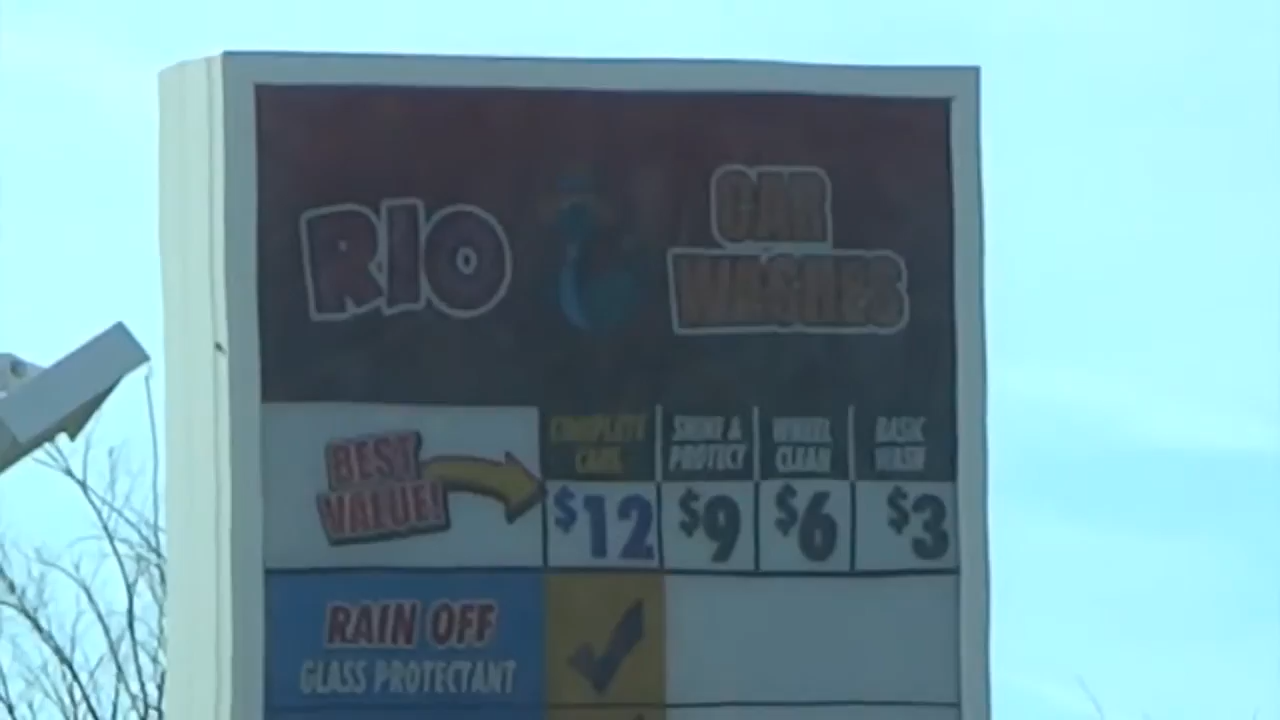 RIO
CAR
WASHES
BEST
VALUE!
COMPLETE
CARE
SHINE &
PROTECT
WHEEL
CLEAN
BASIC
WASH
$12
$9
$6
$3
RAIN OFF
GLASS PROTECTANT